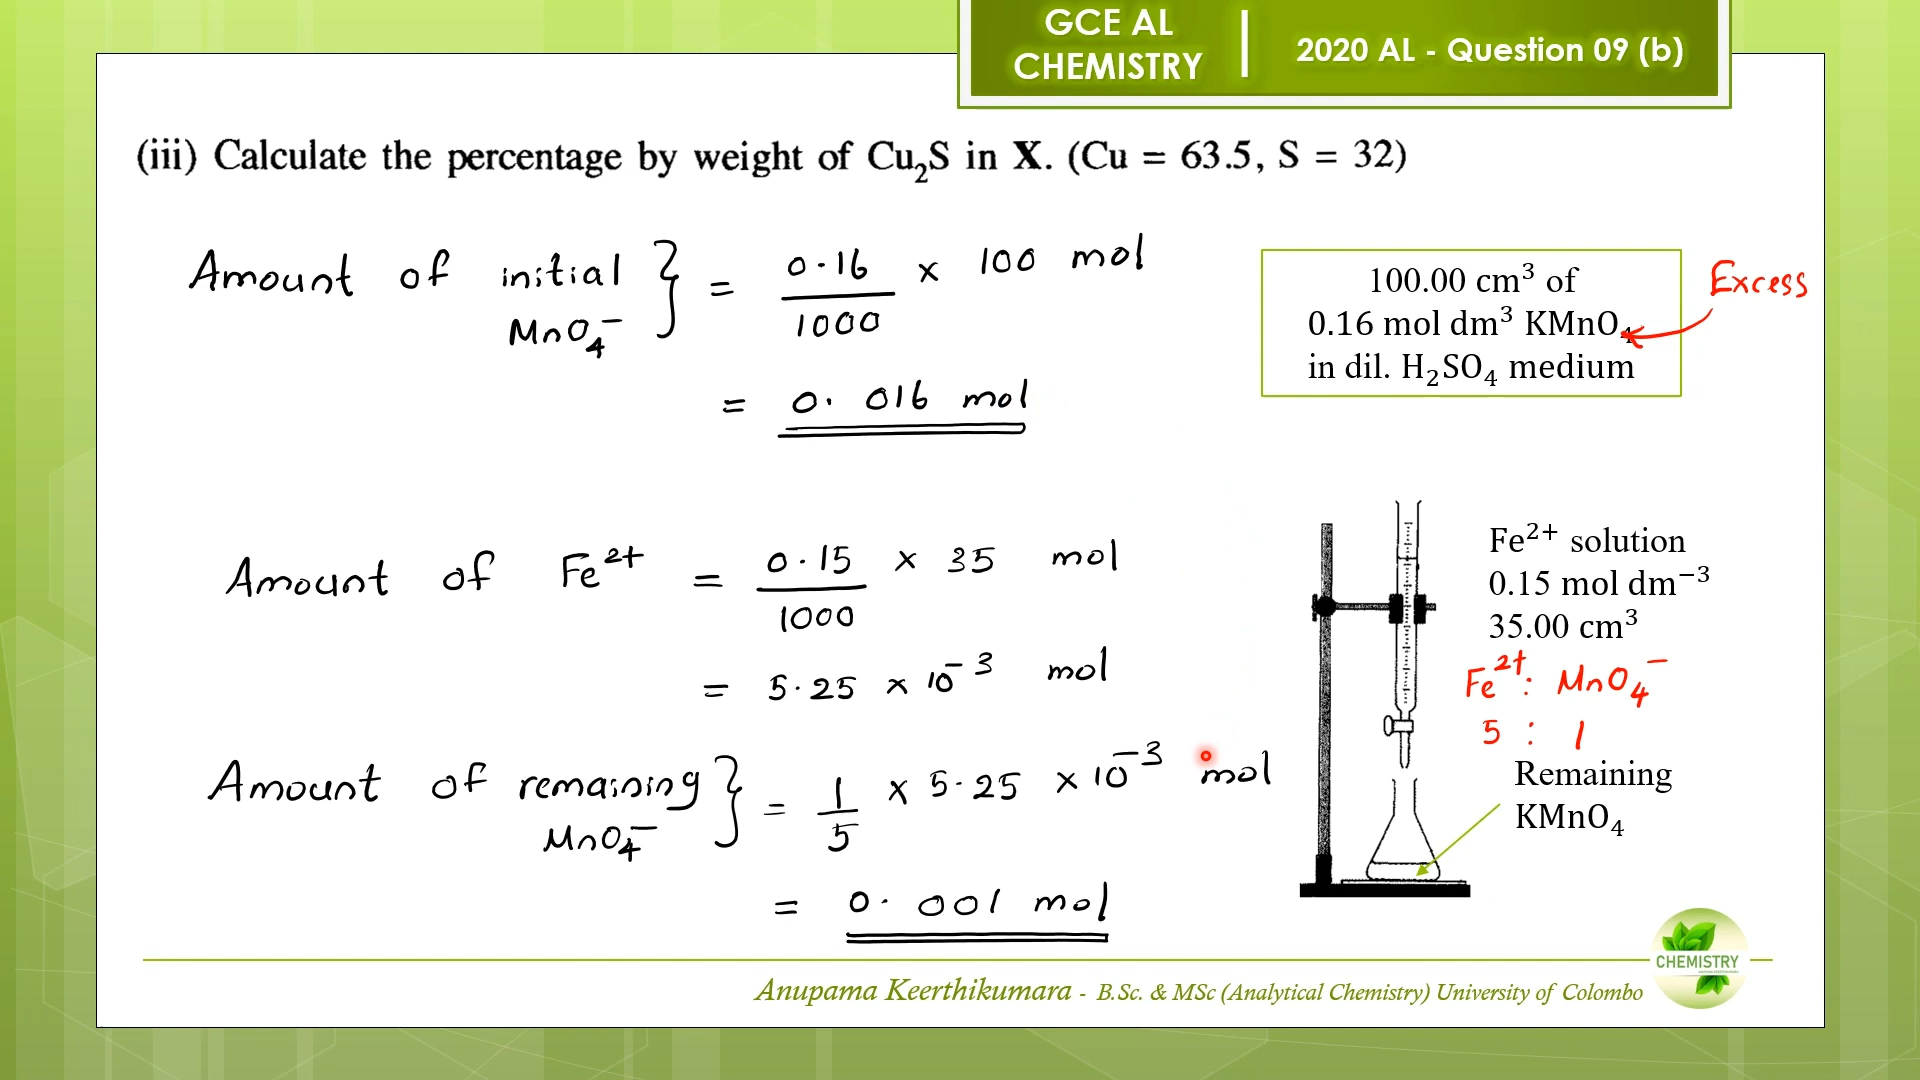 GCE AL
CHEMISTRY
2020 AL - Question 09 (b)
(iii) Calculate the percentage by weight of Cu₂S in X. (Cu = 63.5, S = 32)
Amount of initial MnO₄⁻ } = 0.16/1000 × 100 mol
= 0.016 mol
100.00 cm³ of
0.16 mol dm³ KMnO₄
in dil. H₂SO₄ medium
Excess
Amount of Fe²⁺ = 0.15/1000 × 35 mol
= 5.25 × 10⁻³ mol
Amount of remaining MnO₄⁻ } = 1/5 × 5.25 × 10⁻³ mol
= 0.001 mol
Fe²⁺ solution
0.15 mol dm⁻³
35.00 cm³
Fe²⁺ : MnO₄⁻
5 : 1
Remaining
KMnO₄
CHEMISTRY
Anupama Keerthikumara - B.Sc. & MSc (Analytical Chemistry) University of Colombo